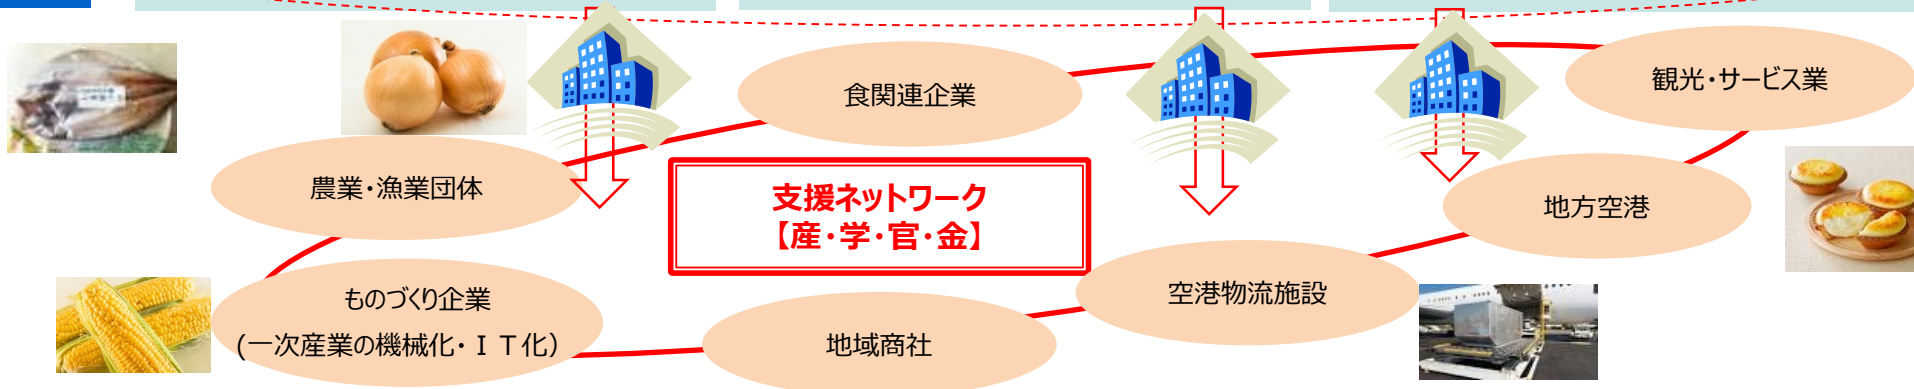 食関連企業
観光・サービス業
農業・漁業団体
支援ネットワーク
【産・学・官・金】
地方空港
ものづくり企業
(一次産業の機械化・ＩＴ化）
空港物流施設
地域商社